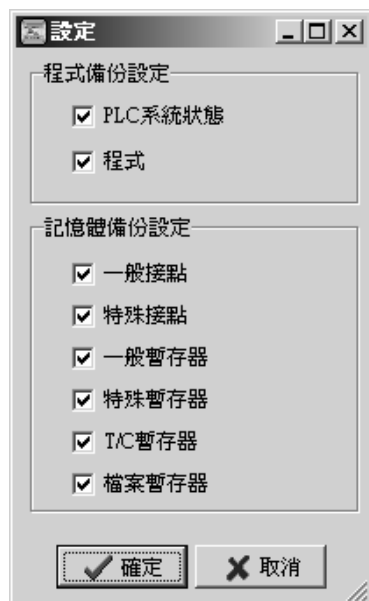 設定
程式備份設定
PLC系統狀態
程式
記憶體備份設定
一般接點
特殊接點
一般暫存器
特殊暫存器
T/C暫存器
檔案暫存器
確定 取消